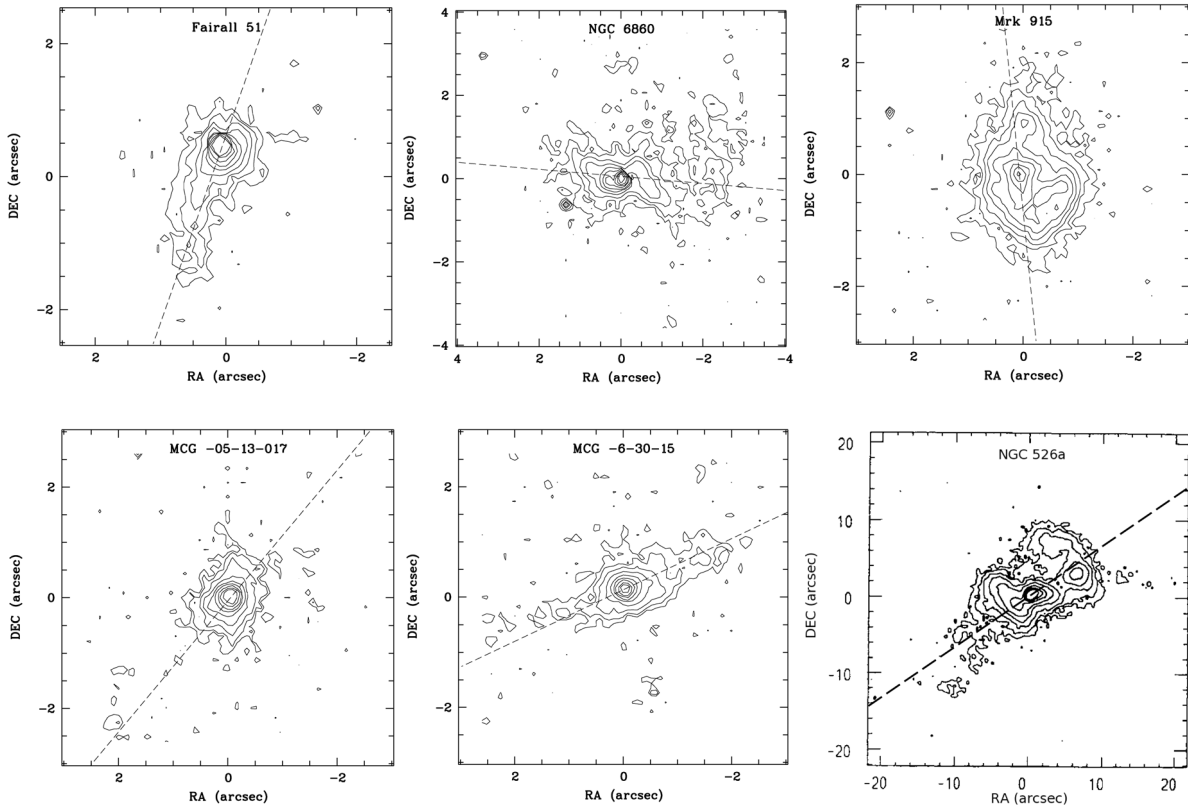 Fairall 51
2
0
-2
DEC (arcsec)
2
0
-2
RA (arcsec)
NGC 6860
4
2
0
-2
-4
DEC (arcsec)
4
2
0
-2
-4
RA (arcsec)
Mrk 915
2
0
-2
DEC (arcsec)
2
0
-2
RA (arcsec)
MCG -05-13-017
2
0
-2
DEC (arcsec)
2
0
-2
RA (arcsec)
MCG -6-30-15
2
0
-2
DEC (arcsec)
2
0
-2
RA (arcsec)
NGC 526a
20
10
0
-10
-20
DEC (arcsec)
-20
-10
0
10
20
RA (arcsec)